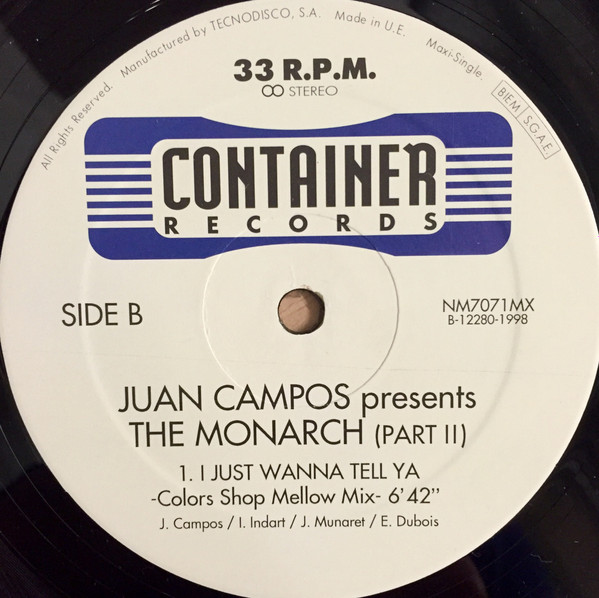 All Rights Reserved. Manufactured by TECNODISCO, S.A. Made in U.E. Maxi-Single.
BIEM S.G.A.E
33 R.P.M.
STEREO
CONTAINER
RECORDS
SIDE B
NM7071MX
B-12280-1998
JUAN CAMPOS presents
THE MONARCH (PART II)
1. I JUST WANNA TELL YA
-Colors Shop Mellow Mix- 6'42"
J. Campos / I. Indart / J. Munaret / E. Dubois